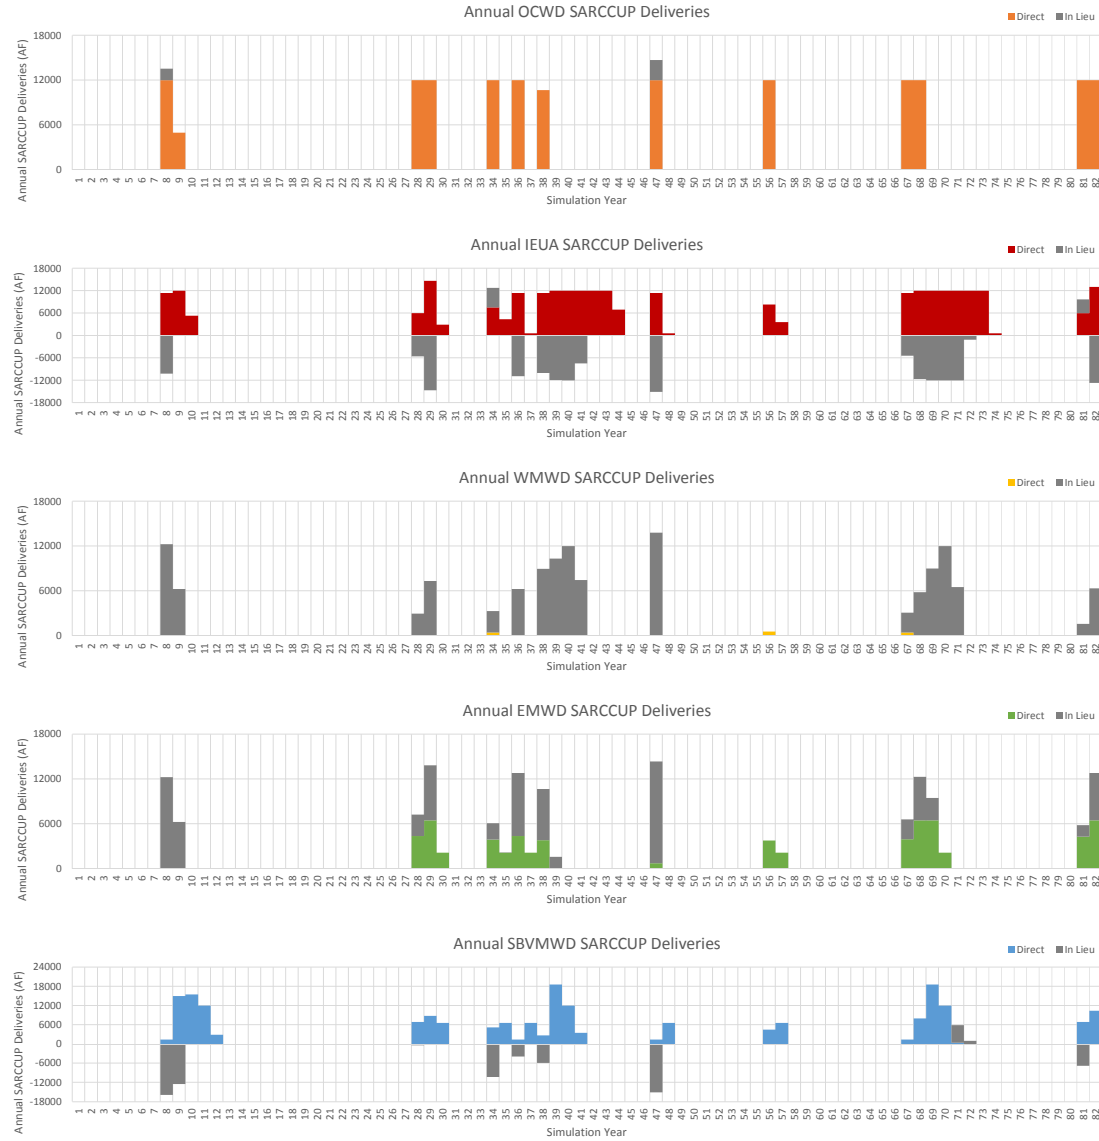 Annual OCWD SARCCUP Deliveries
Direct In Lieu
Annual SARCCUP Deliveries (AF)
18000
12000
6000
0
1 2 3 4 5 6 7 8 9 10 11 12 13 14 15 16 17 18 19 20 21 22 23 24 25 26 27 28 29 30 31 32 33 34 35 36 37 38 39 40 41 42 43 44 45 46 47 48 49 50 51 52 53 54 55 56 57 58 59 60 61 62 63 64 65 66 67 68 69 70 71 72 73 74 75 76 77 78 79 80 81 82
Simulation Year
Annual IEUA SARCCUP Deliveries
Direct In Lieu
Annual SARCCUP Deliveries (AF)
18000
12000
6000
0
-6000
-12000
-18000
1 2 3 4 5 6 7 8 9 10 11 12 13 14 15 16 17 18 19 20 21 22 23 24 25 26 27 28 29 30 31 32 33 34 35 36 37 38 39 40 41 42 43 44 45 46 47 48 49 50 51 52 53 54 55 56 57 58 59 60 61 62 63 64 65 66 67 68 69 70 71 72 73 74 75 76 77 78 79 80 81 82
Simulation Year
Annual WMWD SARCCUP Deliveries
Direct In Lieu
Annual SARCCUP Deliveries (AF)
18000
12000
6000
0
1 2 3 4 5 6 7 8 9 10 11 12 13 14 15 16 17 18 19 20 21 22 23 24 25 26 27 28 29 30 31 32 33 34 35 36 37 38 39 40 41 42 43 44 45 46 47 48 49 50 51 52 53 54 55 56 57 58 59 60 61 62 63 64 65 66 67 68 69 70 71 72 73 74 75 76 77 78 79 80 81 82
Simulation Year
Annual EMWD SARCCUP Deliveries
Direct In Lieu
Annual SARCCUP Deliveries (AF)
18000
12000
6000
0
1 2 3 4 5 6 7 8 9 10 11 12 13 14 15 16 17 18 19 20 21 22 23 24 25 26 27 28 29 30 31 32 33 34 35 36 37 38 39 40 41 42 43 44 45 46 47 48 49 50 51 52 53 54 55 56 57 58 59 60 61 62 63 64 65 66 67 68 69 70 71 72 73 74 75 76 77 78 79 80 81 82
Simulation Year
Annual SBVMWD SARCCUP Deliveries
Direct In Lieu
Annual SARCCUP Deliveries (AF)
24000
18000
12000
6000
0
-6000
-12000
-18000
1 2 3 4 5 6 7 8 9 10 11 12 13 14 15 16 17 18 19 20 21 22 23 24 25 26 27 28 29 30 31 32 33 34 35 36 37 38 39 40 41 42 43 44 45 46 47 48 49 50 51 52 53 54 55 56 57 58 59 60 61 62 63 64 65 66 67 68 69 70 71 72 73 74 75 76 77 78 79 80 81 82
Simulation Year